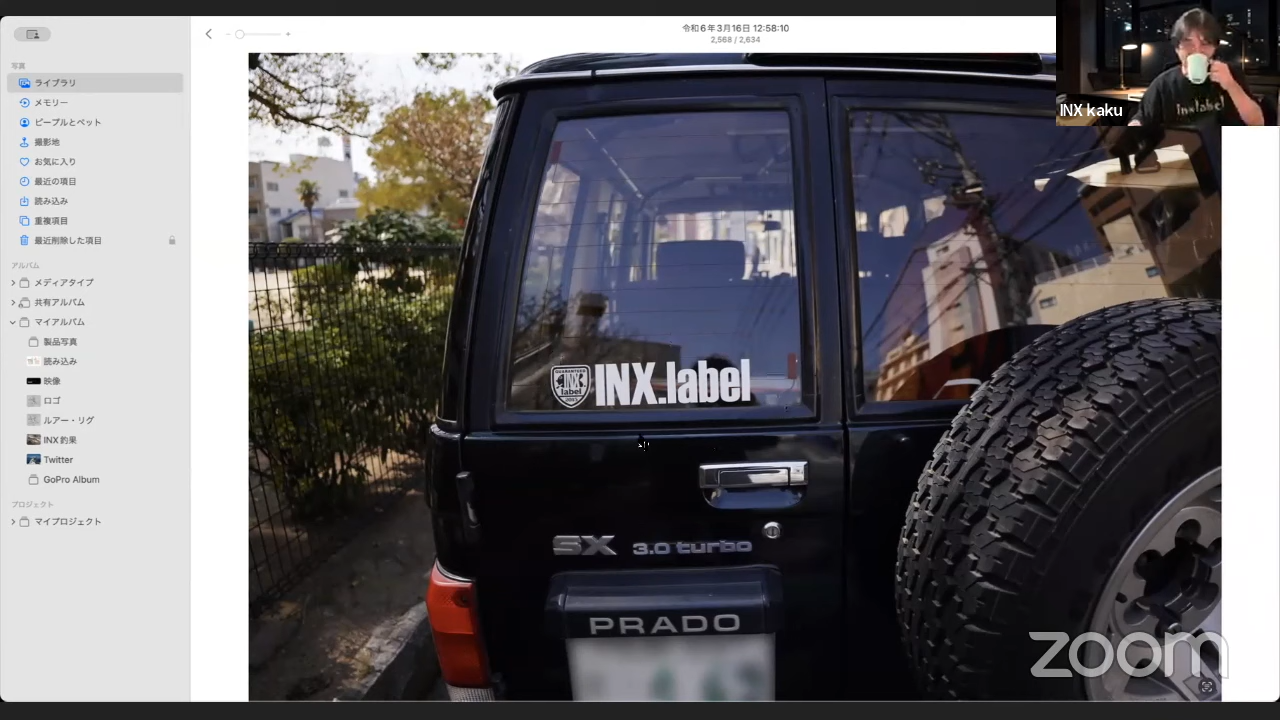 令和6年3月16日 12:58:10
2,568 / 2,634
写真
ライブラリ
メモリー
ピープルとペット
撮影地
お気に入り
最近の項目
読み込み
重複項目
最近削除した項目
アルバム
メディアタイプ
共有アルバム
マイアルバム
製品写真
読み込み
映像
ロゴ
ルアー・リグ
INX 釣果
Twitter
GoPro Album
プロジェクト
マイプロジェクト
INX kaku
inxlabel
INX
label
INX.label
SX 3.0 turbo
PRADO
zoom